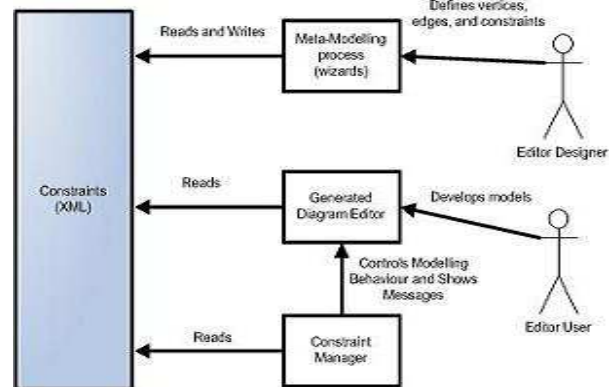 Defines vertices,
edges, and constraints
Reads and Writes
Meta-Modelling
process
(wizards)
Editor Designer
Constraints
(XML)
Reads
Generated
Diagram Editor
Develops models
Controls Modelling
Behaviour and Shows
Messages
Editor User
Reads
Constraint
Manager